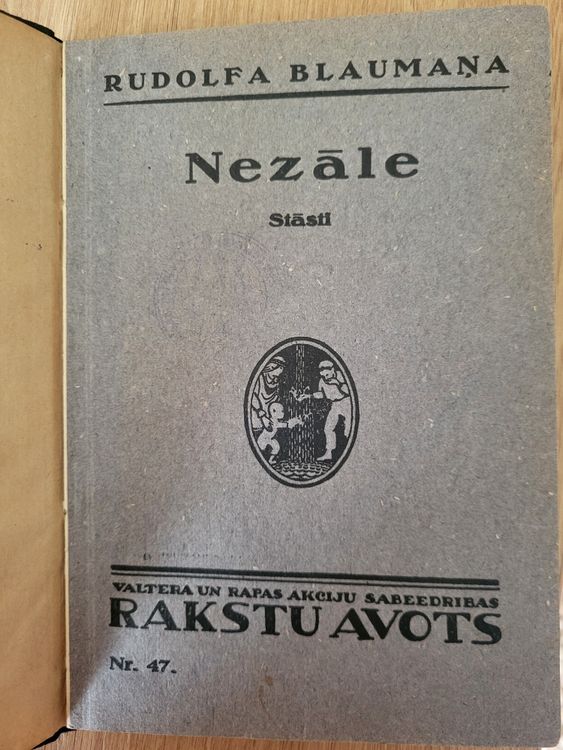 RUDOLFA BLAUMAŅA
Nezāle
Stāsti
VALTERA UN RAPAS AKCIJU SABEEDRIBAS
RAKSTU AVOTS
Nr. 47.